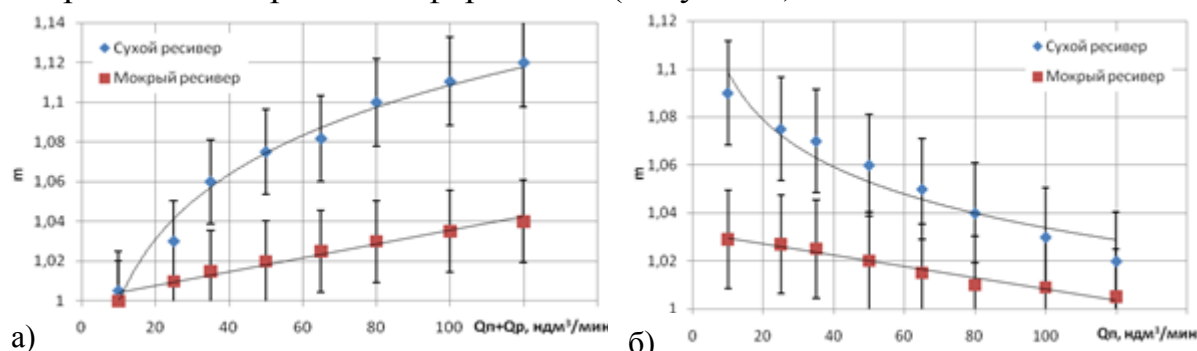 1,14
1,12
1,1
1,08
1,06
1,04
1,02
1
m
Сухой ресивер
Мокрый ресивер
0 20 40 60 80 100 Qп+Qр, ндм³/мин
а)
1,12
1,1
1,08
1,06
1,04
1,02
1
m
Сухой ресивер
Мокрый ресивер
0 20 40 60 80 100 Qп, ндм³/мин
б)